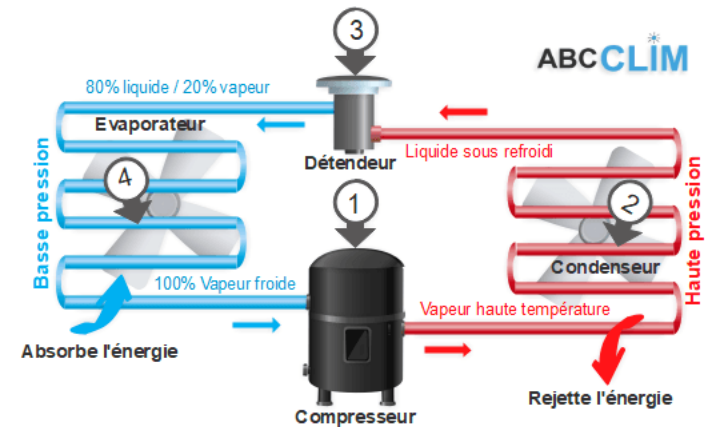 3
ABCCLIM
80% liquide / 20% vapeur
Evaporateur
Détendeur
Liquide sous refroidi
4
Basse pression
1
2
Condenseur
Haute pression
100% Vapeur froide
Vapeur haute température
Absorbe l'énergie
Rejette l'énergie
Compresseur